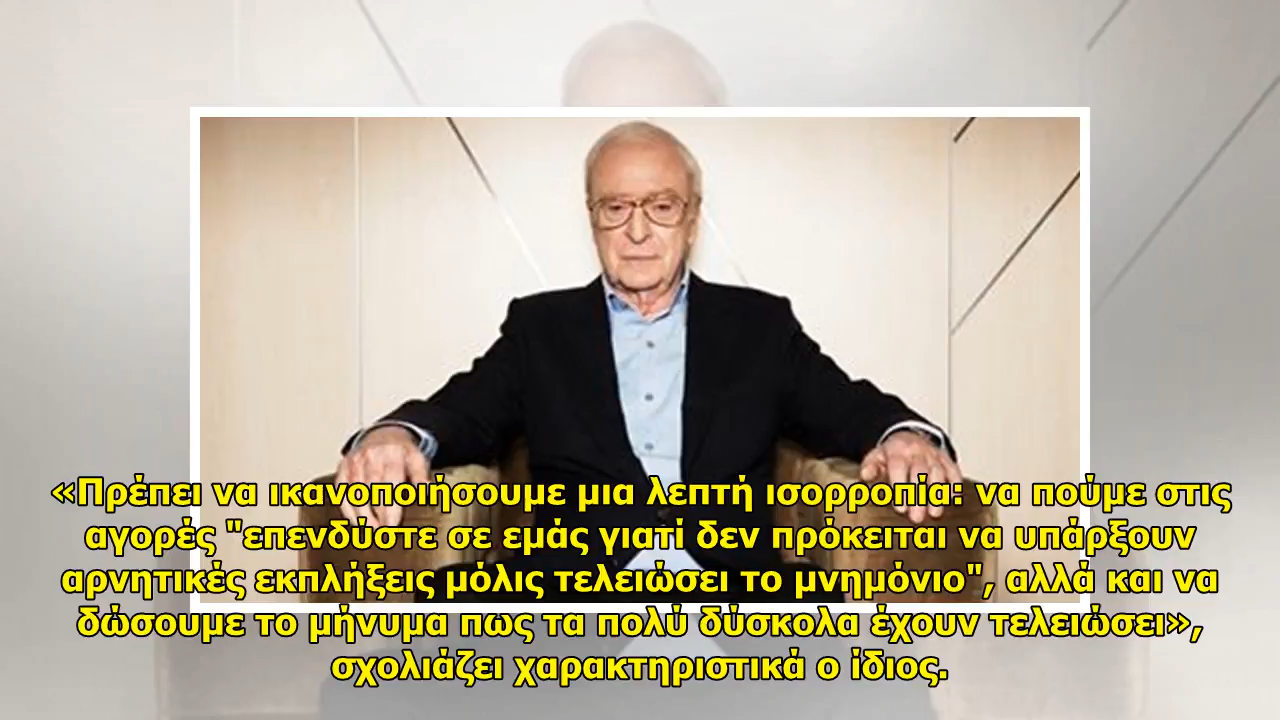 «Πρέπει να ικανοποιήσουμε μια λεπτή ισορροπία: να πούμε στις
αγορές "επενδύστε σε εμάς γιατί δεν πρόκειται να υπάρξουν
αρνητικές εκπλήξεις μόλις τελειώσει το μνημόνιο", αλλά και να
δώσουμε το μήνυμα πως τα πολύ δύσκολα έχουν τελειώσει»,
σχολιάζει χαρακτηριστικά ο ίδιος.